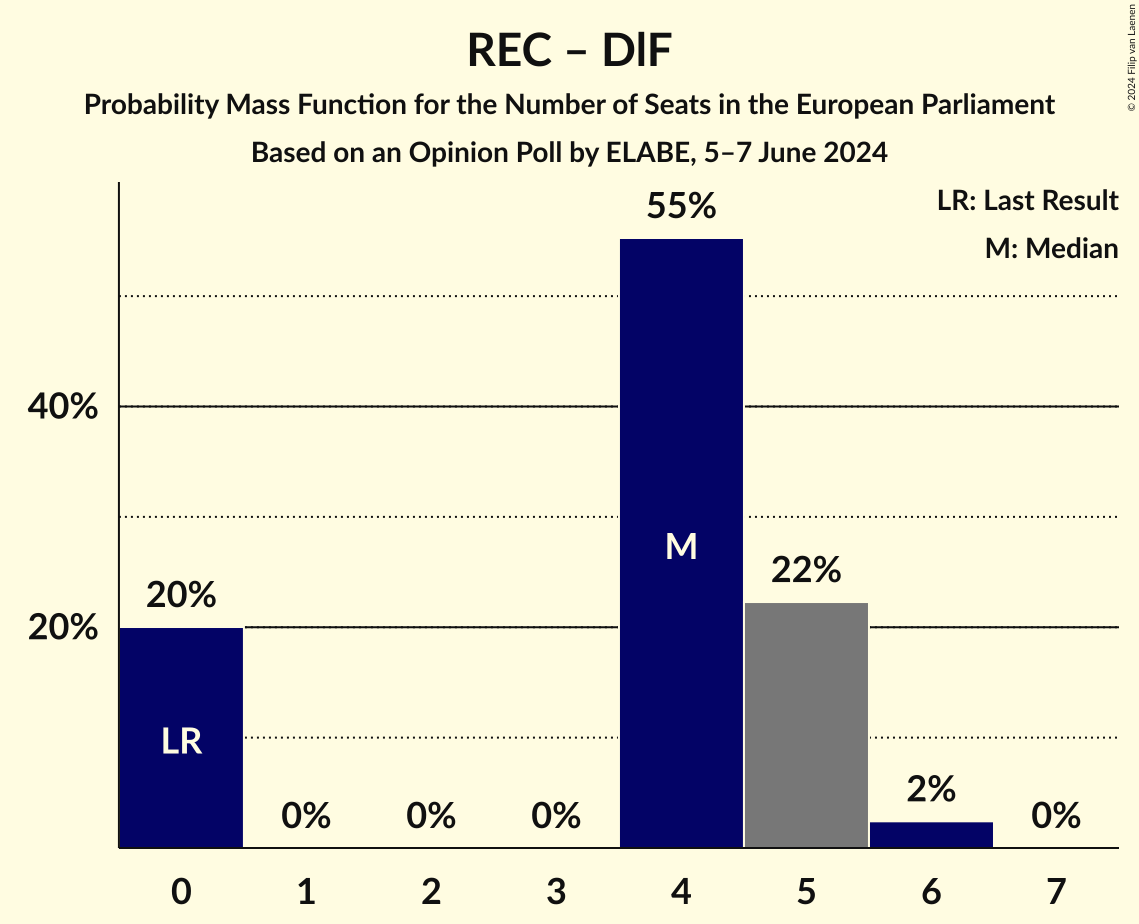 REC – DlF
Probability Mass Function for the Number of Seats in the European Parliament
Based on an Opinion Poll by ELABE, 5–7 June 2024
© 2024 Filip van Laenen
LR: Last Result
M: Median
55%
40%
M
22%
20%
20%
LR
2%
0%
0%
0%
0%
0 1 2 3 4 5 6 7